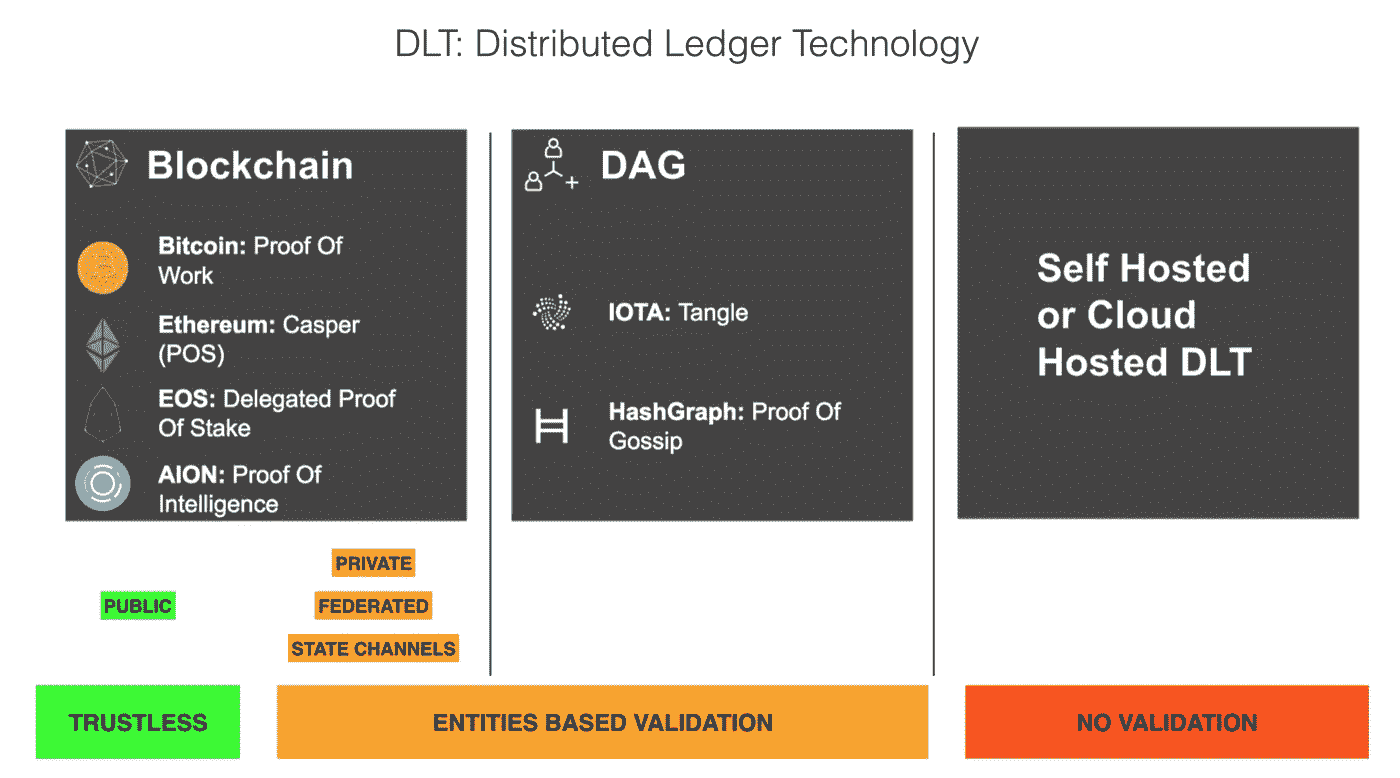 DLT: Distributed Ledger Technology
Blockchain
Bitcoin: Proof Of
Work
Ethereum: Casper
(POS)
EOS: Delegated Proof
Of Stake
AION: Proof Of
Intelligence
DAG
IOTA: Tangle
HashGraph: Proof Of
Gossip
Self Hosted
or Cloud
Hosted DLT
PRIVATE
PUBLIC
FEDERATED
STATE CHANNELS
TRUSTLESS
ENTITIES BASED VALIDATION
NO VALIDATION